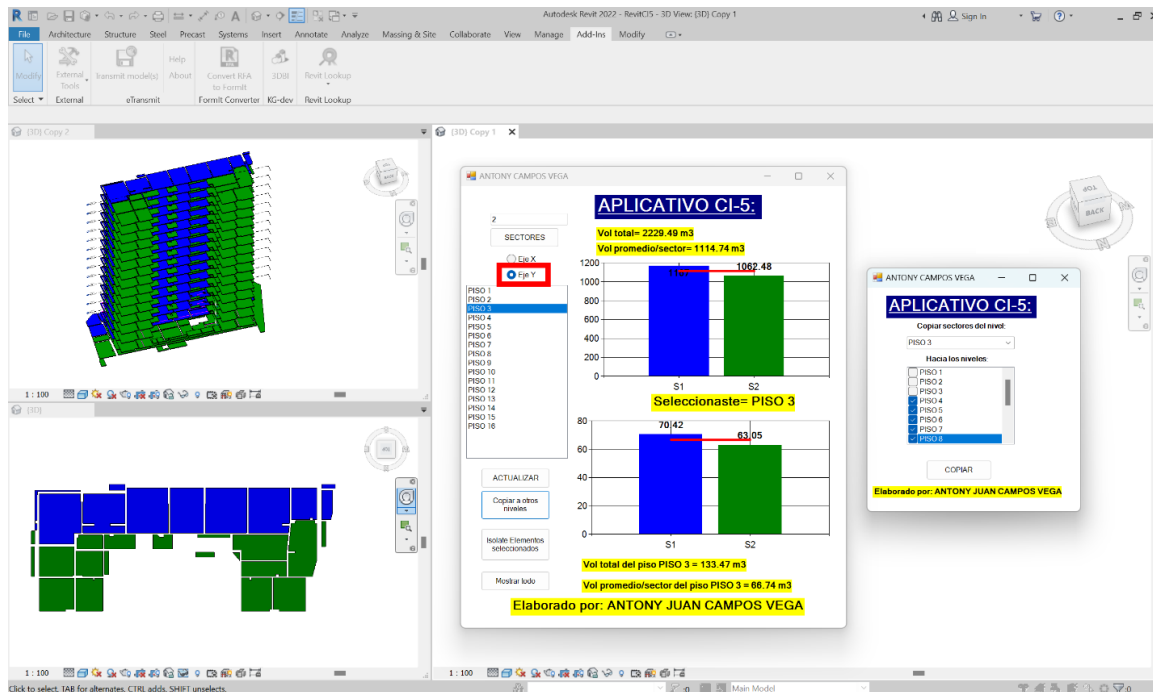 Autodesk Revit 2022 - RevitCI5 - 3D View: {3D} Copy 1
Sign In
File Architecture Structure Steel Precast Systems Insert Annotate Analyze Massing & Site Collaborate View Manage Add-Ins Modify
Modify
External Tools
Transmit model(s)
Help
About
Convert RFA to FormIt
3DBI
Revit Lookup
Select External eTransmit FormIt Converter KG-dev Revit Lookup
{3D} Copy 2
{3D} Copy 1
BACK
1 : 100
{3D}
1 : 100
ANTONY CAMPOS VEGA
APLICATIVO CI-5:
2
SECTORES
Eje X
Eje Y
PISO 1
PISO 2
PISO 3
PISO 4
PISO 5
PISO 6
PISO 7
PISO 8
PISO 9
PISO 10
PISO 11
PISO 12
PISO 13
PISO 14
PISO 15
PISO 16
ACTUALIZAR
Copiar a otros
niveles
Isolate Elementos
seleccionados
Mostrar todo
Vol total= 2229.49 m3
Vol promedio/sector= 1114.74 m3
1200
1000
800
600
400
200
0
1062.48
S1 S2
Seleccionaste= PISO 3
80
60
40
20
0
70.42
63.05
S1 S2
Vol total del piso PISO 3 = 133.47 m3
Vol promedio/sector del piso PISO 3 = 66.74 m3
Elaborado por: ANTONY JUAN CAMPOS VEGA
ANTONY CAMPOS VEGA
APLICATIVO CI-5:
Copiar sectores del nivel:
PISO 3
Hacia los niveles:
PISO 1
PISO 2
PISO 3
PISO 4
PISO 5
PISO 6
PISO 7
PISO 8
COPIAR
Elaborado por: ANTONY JUAN CAMPOS VEGA
TOP
BACK
1 : 100
Click to select, TAB for alternates, CTRL adds, SHIFT unselects.
:0
Main Model